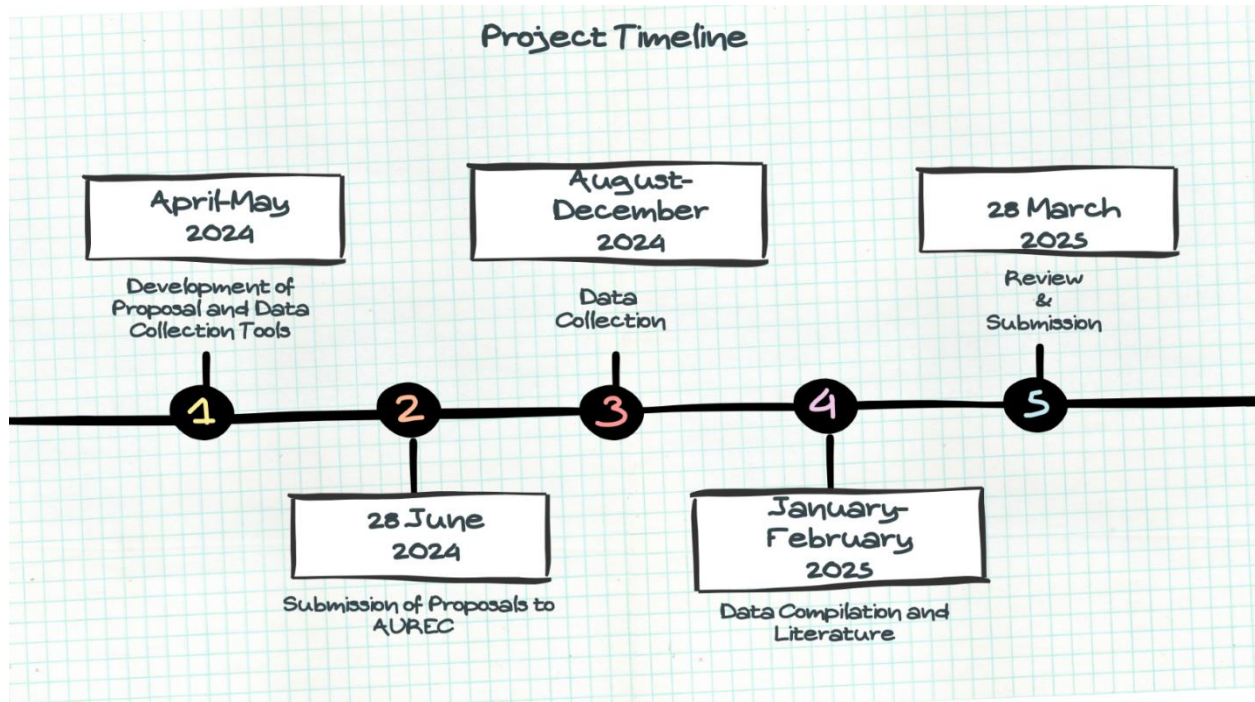 Project Timeline
April-May
2024
Development of
Proposal and Data
Collection Tools
1
2
28 June
2024
Submission of Proposals to
AUREC
August-
December
2024
Data
Collection
3
4
January-
February
2025
Data Compilation and
Literature
28 March
2025
Review
&
Submission
5